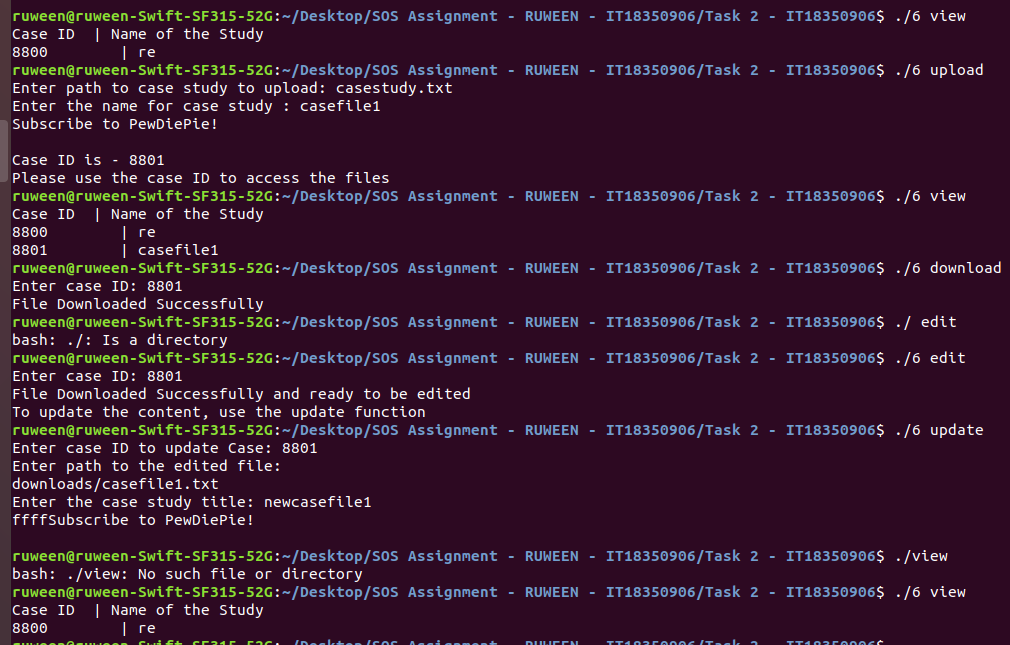 ruween@ruween-Swift-SF315-52G:~/Desktop/SOS Assignment - RUWEEN - IT18350906/Task 2 - IT18350906$ ./6 view
Case ID  | Name of the Study
8800        | re
ruween@ruween-Swift-SF315-52G:~/Desktop/SOS Assignment - RUWEEN - IT18350906/Task 2 - IT18350906$ ./6 upload
Enter path to case study to upload: casestudy.txt
Enter the name for case study : casefile1
Subscribe to PewDiePie!

Case ID is - 8801
Please use the case ID to access the files
ruween@ruween-Swift-SF315-52G:~/Desktop/SOS Assignment - RUWEEN - IT18350906/Task 2 - IT18350906$ ./6 view
Case ID  | Name of the Study
8800        | re
8801        | casefile1
ruween@ruween-Swift-SF315-52G:~/Desktop/SOS Assignment - RUWEEN - IT18350906/Task 2 - IT18350906$ ./6 download
Enter case ID: 8801
File Downloaded Successfully
ruween@ruween-Swift-SF315-52G:~/Desktop/SOS Assignment - RUWEEN - IT18350906/Task 2 - IT18350906$ ./ edit
bash: ./: Is a directory
ruween@ruween-Swift-SF315-52G:~/Desktop/SOS Assignment - RUWEEN - IT18350906/Task 2 - IT18350906$ ./6 edit
Enter case ID: 8801
File Downloaded Successfully and ready to be edited
To update the content, use the update function
ruween@ruween-Swift-SF315-52G:~/Desktop/SOS Assignment - RUWEEN - IT18350906/Task 2 - IT18350906$ ./6 update
Enter case ID to update Case: 8801
Enter path to the edited file:
downloads/casefile1.txt
Enter the case study title: newcasefile1
ffffSubscribe to PewDiePie!

ruween@ruween-Swift-SF315-52G:~/Desktop/SOS Assignment - RUWEEN - IT18350906/Task 2 - IT18350906$ ./view
bash: ./view: No such file or directory
ruween@ruween-Swift-SF315-52G:~/Desktop/SOS Assignment - RUWEEN - IT18350906/Task 2 - IT18350906$ ./6 view
Case ID  | Name of the Study
8800        | re